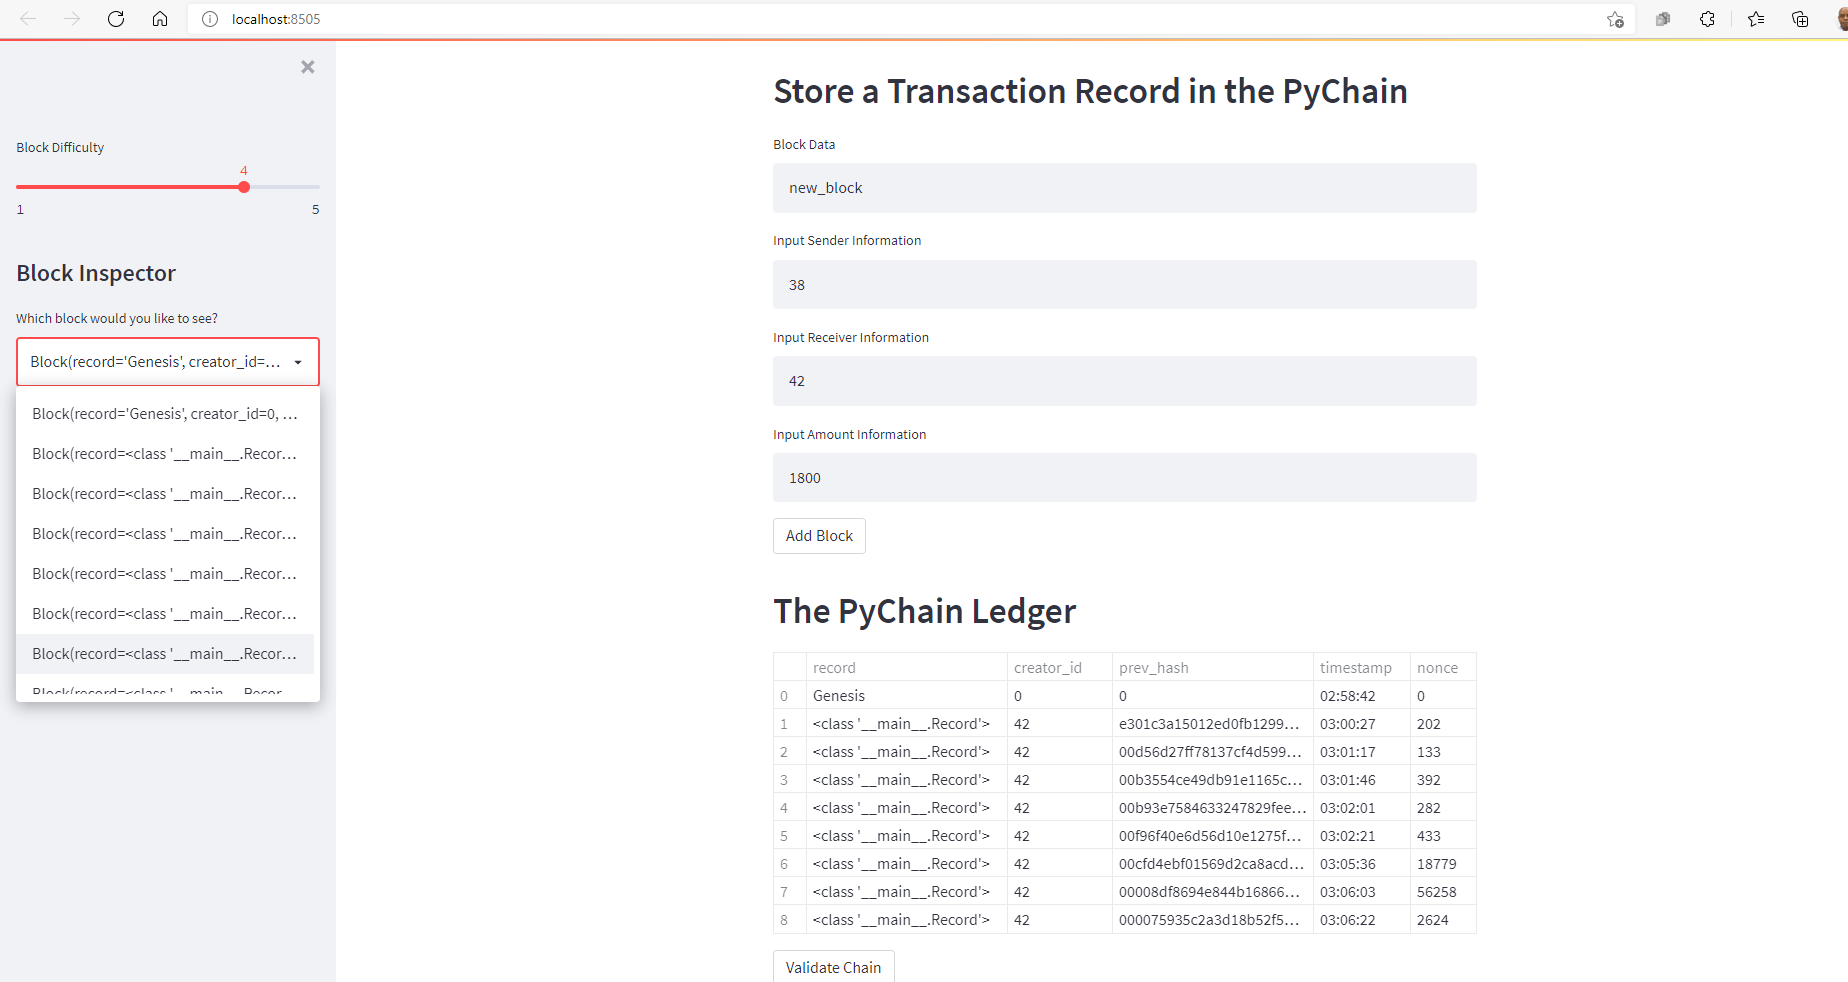 localhost:8505
Block Difficulty
4
1 5
Block Inspector
Which block would you like to see?
Block(record='Genesis', creator_id=...
Block(record='Genesis', creator_id=0, ...
Block(record=<class '__main__.Recor...
Block(record=<class '__main__.Recor...
Block(record=<class '__main__.Recor...
Block(record=<class '__main__.Recor...
Block(record=<class '__main__.Recor...
Block(record=<class '__main__.Recor...
Block(record=<class '__main__.Recor...
Store a Transaction Record in the PyChain
Block Data
new_block
Input Sender Information
38
Input Receiver Information
42
Input Amount Information
1800
Add Block
The PyChain Ledger
record creator_id prev_hash timestamp nonce
0 Genesis 0 0 02:58:42 0
1 <class '__main__.Record'> 42 e301c3a15012ed0fb1299... 03:00:27 202
2 <class '__main__.Record'> 42 00d56d27ff78137cf4d599... 03:01:17 133
3 <class '__main__.Record'> 42 00b3554ce49db91e1165c... 03:01:46 392
4 <class '__main__.Record'> 42 00b93e7584633247829fee... 03:02:01 282
5 <class '__main__.Record'> 42 00f96f40e6d56d10e1275f... 03:02:21 433
6 <class '__main__.Record'> 42 00cfd4ebf01569d2ca8acd... 03:05:36 18779
7 <class '__main__.Record'> 42 00008df8694e844b16866... 03:06:03 56258
8 <class '__main__.Record'> 42 000075935c2a3d18b52f5... 03:06:22 2624
Validate Chain